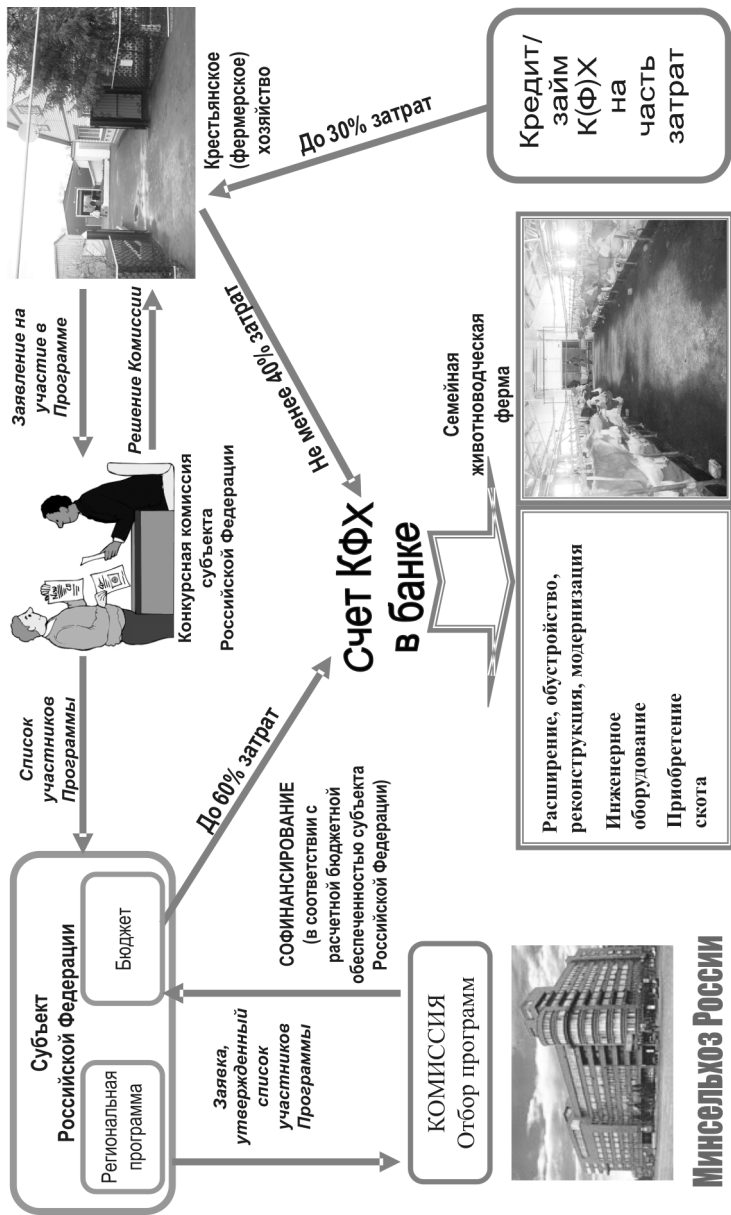 Субъект
Российской Федерации
Региональная
программа
Бюджет
Список
участников
Программы
Конкурсная комиссия
субъекта
Российской Федерации
Заявление на
участие в
Программе
Решение Комиссии
Крестьянское
(фермерское)
хозяйство
Заявка,
утвержденный
список
участников
Программы
СОФИНАНСИРОВАНИЕ
(в соответствии с
расчетной бюджетной
обеспеченностью субъекта
Российской Федерации)
До 60% затрат
Не менее 40% затрат
До 30% затрат
Счет КФХ
в банке
КОМИССИЯ
Отбор программ
Минсельхоз России
Семейная
животноводческая
ферма
Расширение, обустройство,
реконструкция, модернизация
Инженерное
оборудование
Приобретение
скота
Кредит/
займ
К(Ф)Х
на
часть
затрат